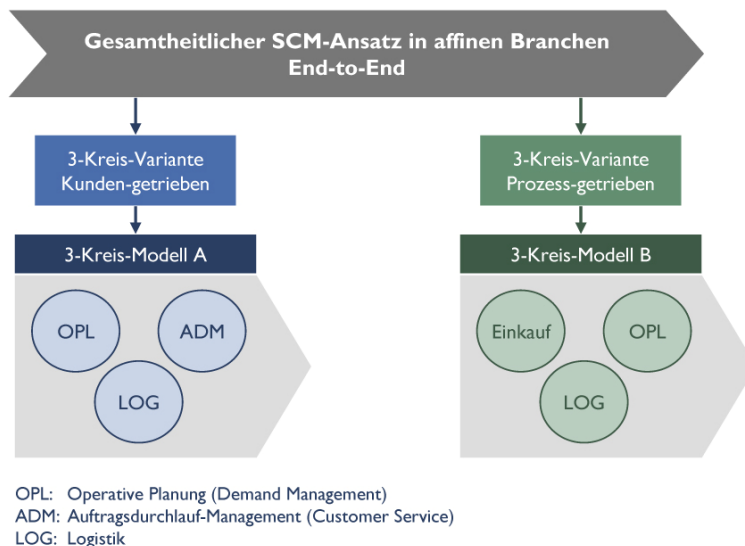 Gesamtheitlicher SCM-Ansatz in affinen Branchen
End-to-End
3-Kreis-Variante
Kunden-getrieben
3-Kreis-Variante
Prozess-getrieben
3-Kreis-Modell A
3-Kreis-Modell B
OPL
ADM
LOG
Einkauf
OPL
LOG
OPL: Operative Planung (Demand Management)
ADM: Auftragsdurchlauf-Management (Customer Service)
LOG: Logistik